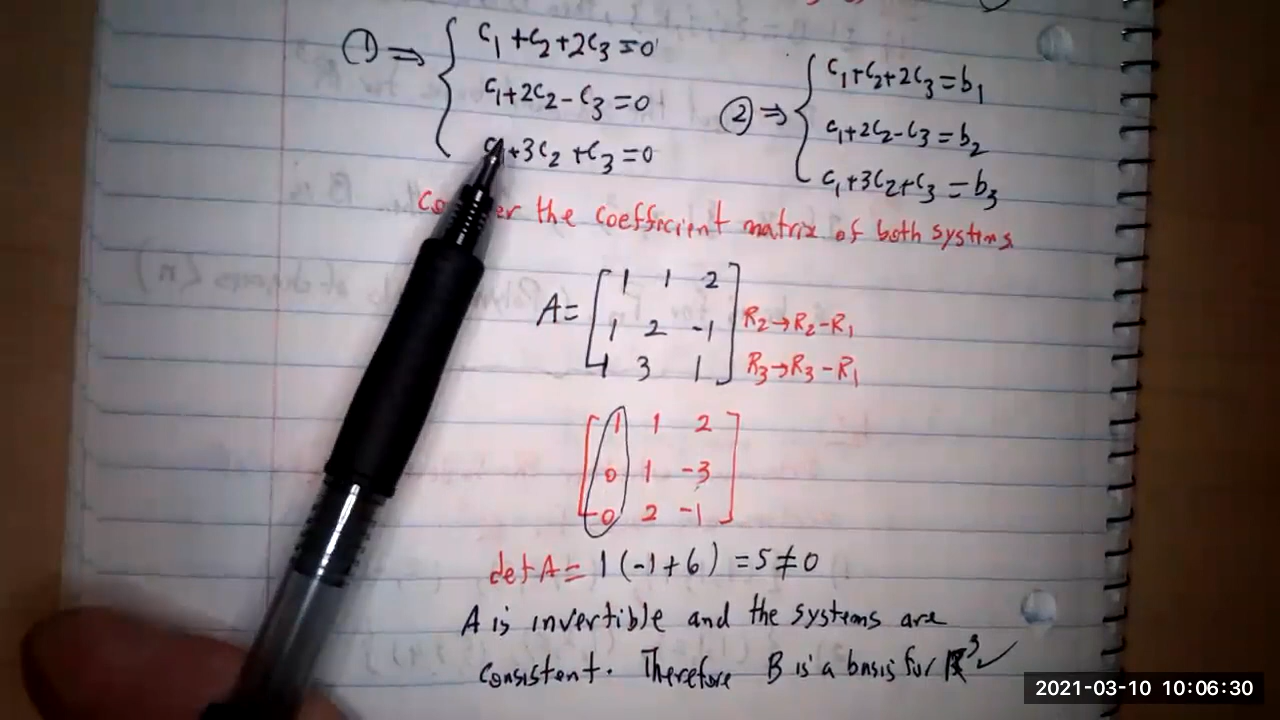 ① ⇒ { c₁ + c₂ + 2c₃ = 0
c₁ + 2c₂ - c₃ = 0
c₁ + 3c₂ + c₃ = 0
② ⇒ { c₁ + c₂ + 2c₃ = b₁
c₁ + 2c₂ - c₃ = b₂
c₁ + 3c₂ + c₃ = b₃
the coefficient matrix of both systems
A = [ 1 1 2
1 2 -1 R₂→R₂-R₁
1 3 1 ] R₃→R₃-R₁
[ 1 1 2
0 1 -3
0 2 -1 ]
det A = 1(-1+6) = 5 ≠ 0
A is invertible and the systems are
consistent. Therefore B is a basis for R³ ✓
2021-03-10 10:06:30